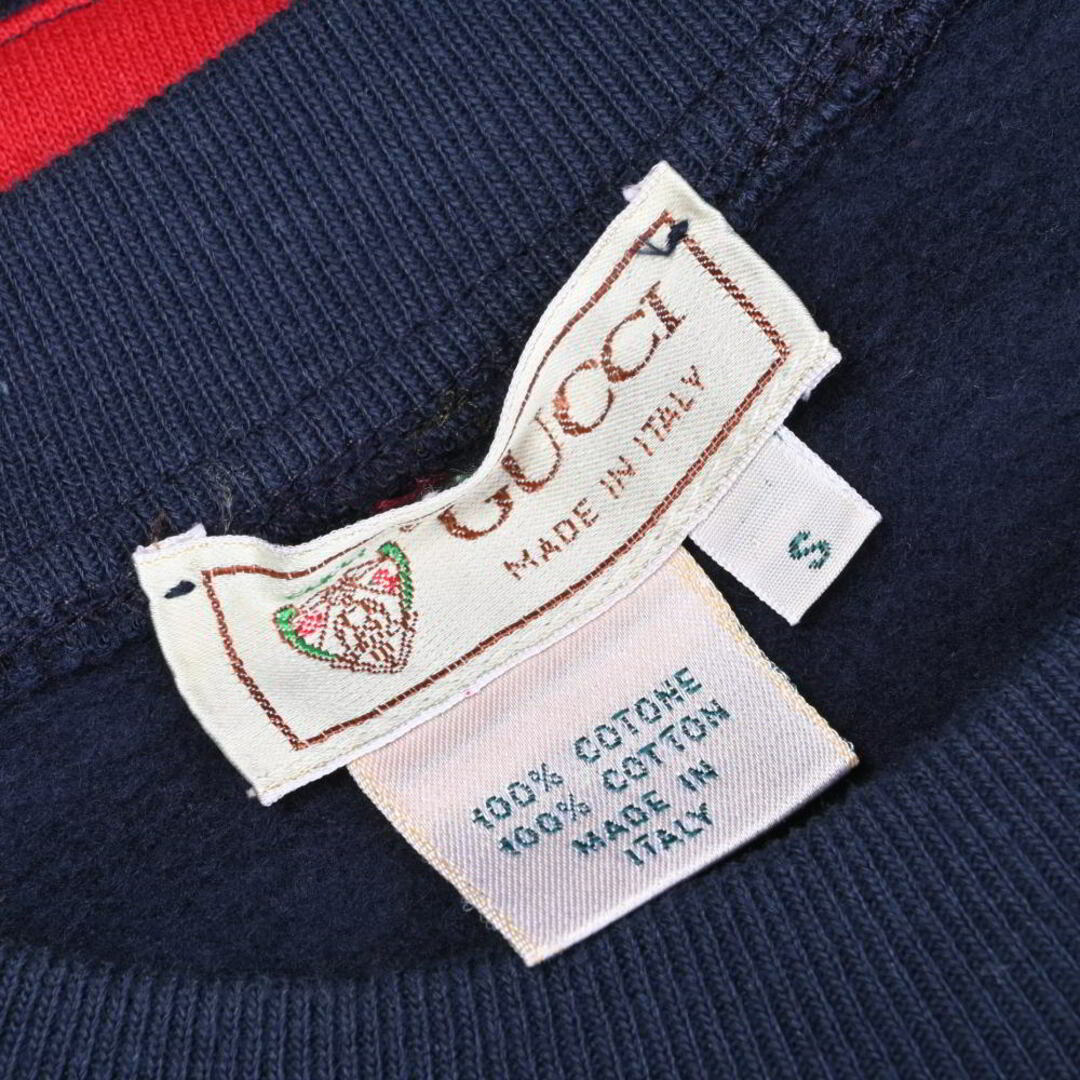 GUCCI
MADE IN ITALY
S
100% COTONE
100% COTTON
MADE IN
ITALY